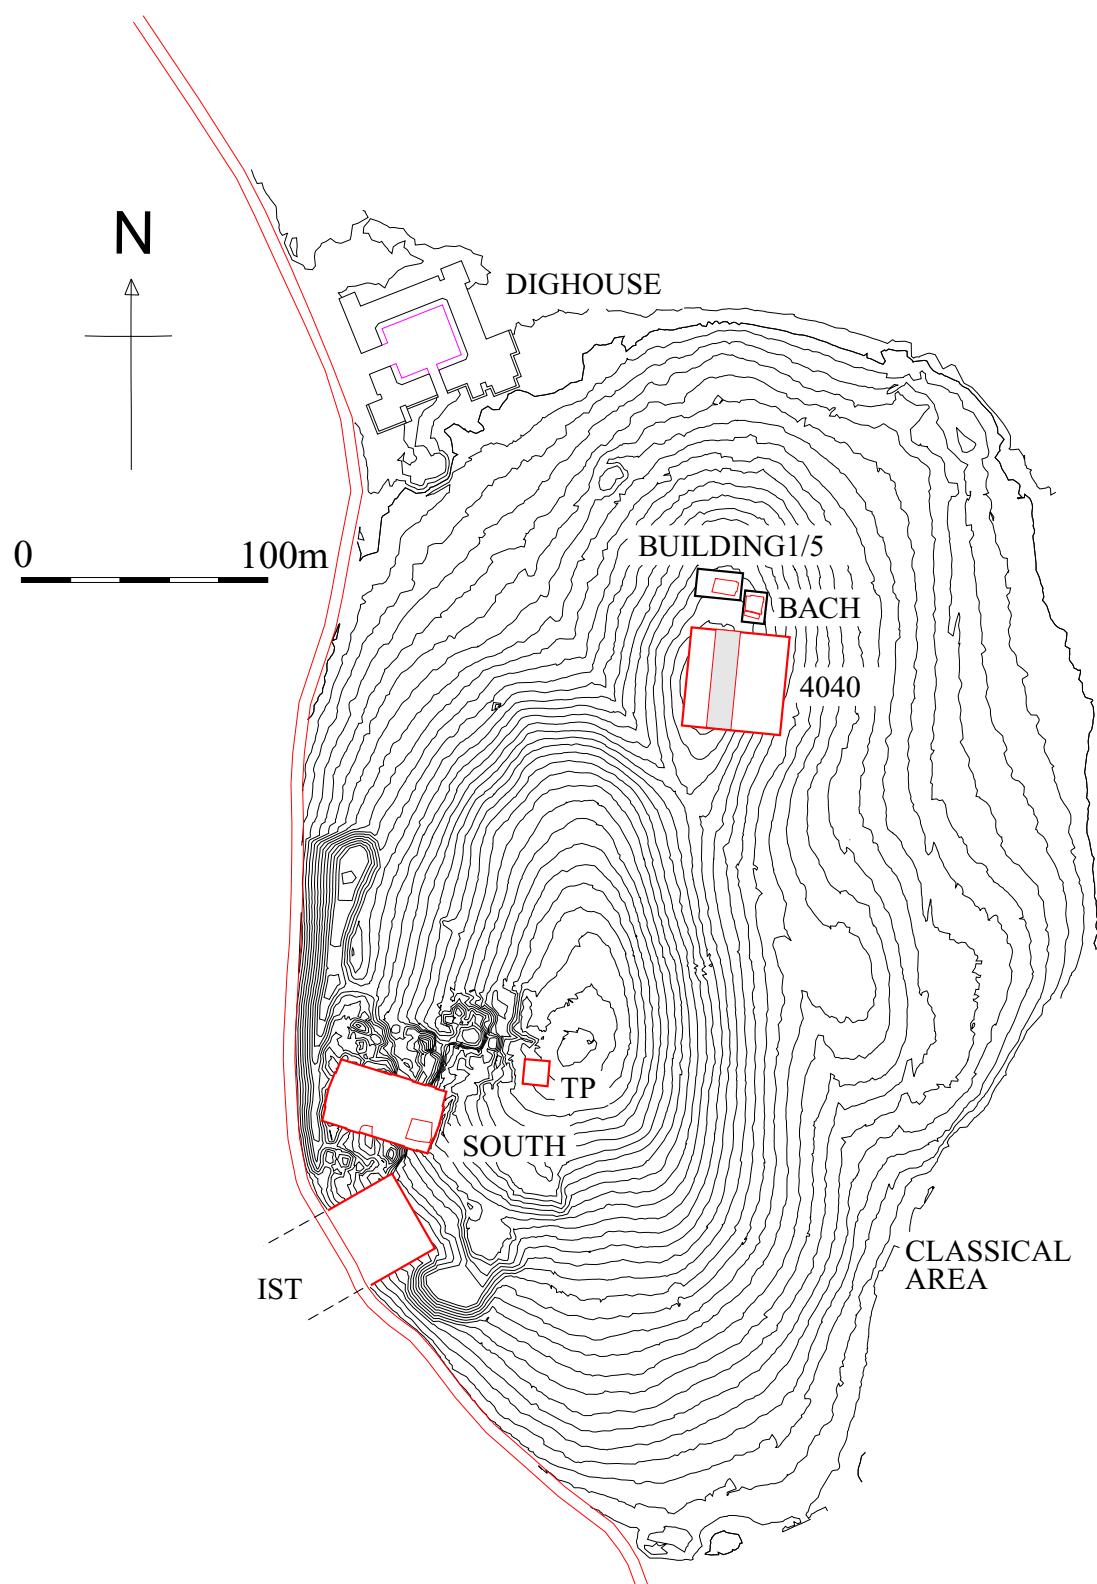 N
DIGHOUSE
0 100m
BUILDING1/5
BACH
4040
TP
SOUTH
CLASSICAL
AREA
IST